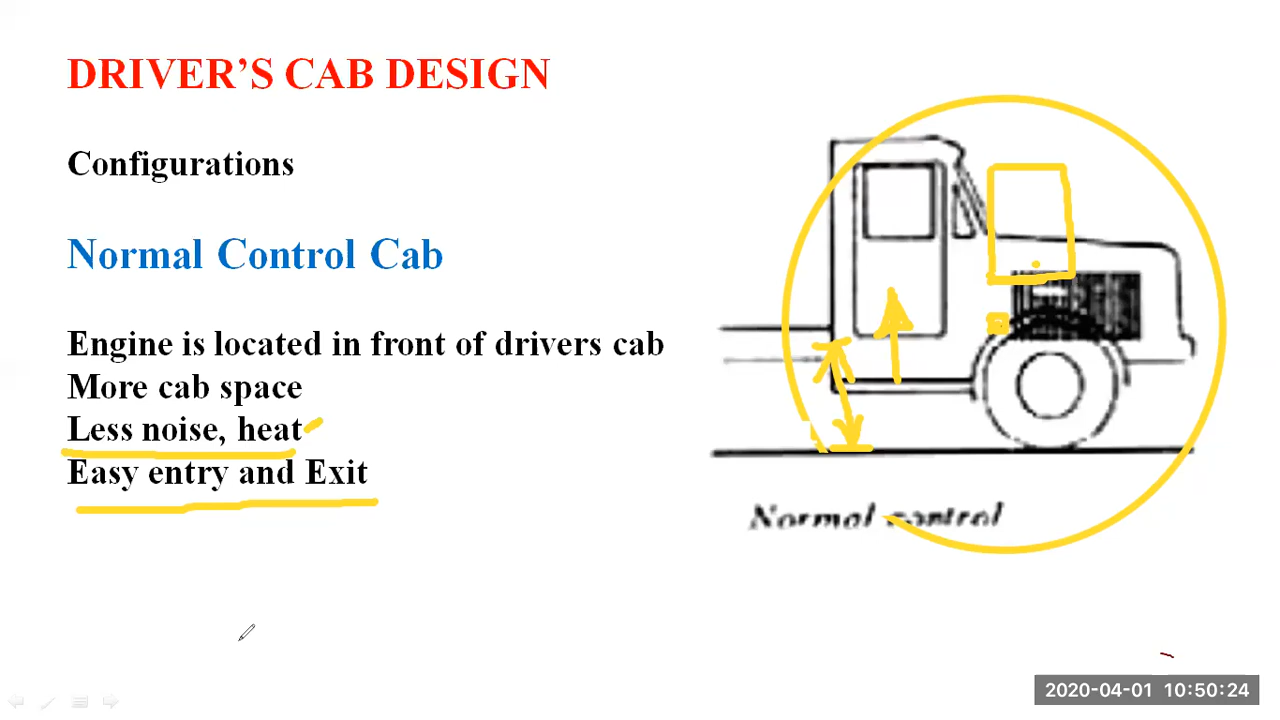 DRIVER'S CAB DESIGN
Configurations
Normal Control Cab
Engine is located in front of drivers cab
More cab space
Less noise, heat
Easy entry and Exit
Normal control
2020-04-01 10:50:24